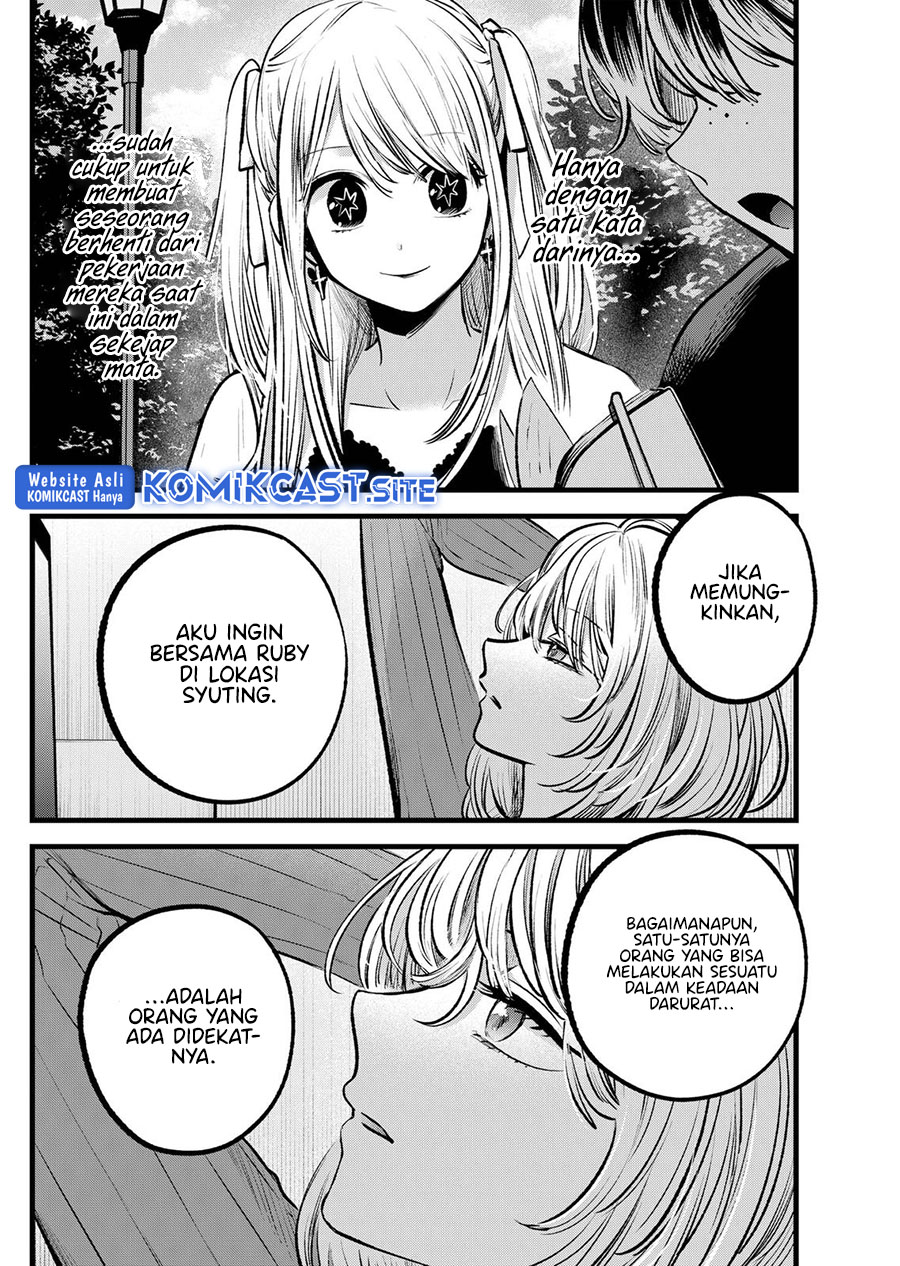 Hanya
dengan
satu kata
darinya...
...sudah
cukup untuk
membuat
seseorang
berhenti dari
pekerjaan
mereka saat
ini dalam
sekejap
mata.
Website Asli
KOMIKCAST Hanya
KOMIKCAST.SITE
JIKA
MEMUNG-
KINKAN,
AKU INGIN
BERSAMA RUBY
DI LOKASI
SYUTING.
BAGAIMANAPUN,
SATU-SATUNYA
ORANG YANG BISA
MELAKUKAN SESUATU
DALAM KEADAAN
DARURAT...
...ADALAH
ORANG YANG
ADA DIDEKAT-
NYA.